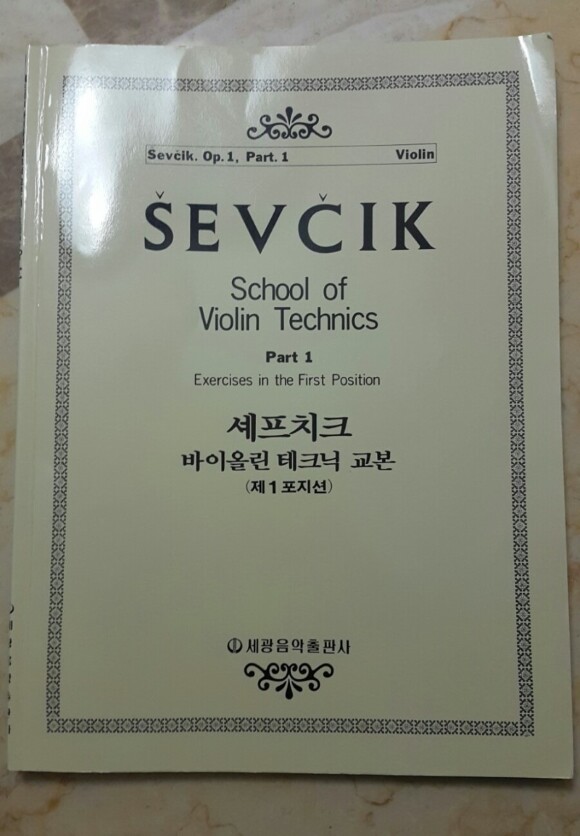 Sevčik. Op.1, Part.1 Violin
ŠEVČIK
School of
Violin Technics
Part 1
Exercises in the First Position
셰프치크
바이올린 테크닉 교본
(제1포지션)
세광음악출판사